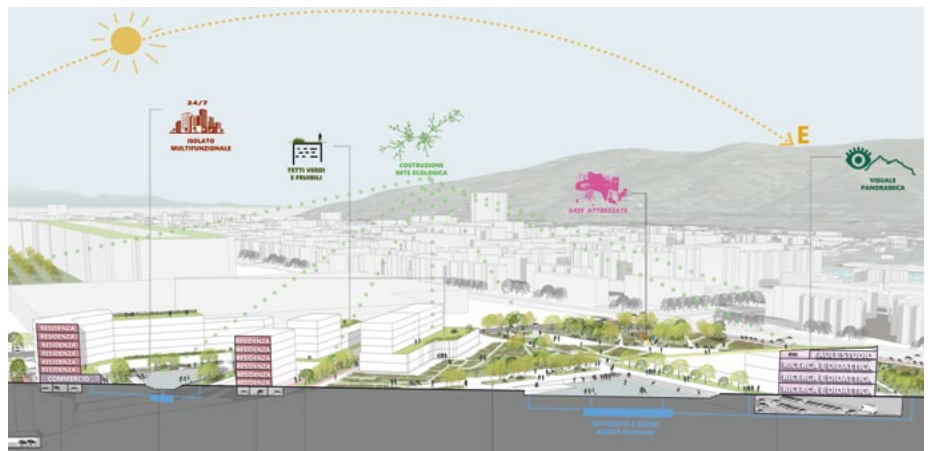 24/7
ISOLATO
MULTIFUNZIONALE
TETTI VERDI
E FRUIBILI
COSTRUZIONE
RETE ECOLOGICA
AREE ATTREZZATE
E
VISUALE
PANORAMICA
RESIDENZA
RESIDENZA
RESIDENZA
RESIDENZA
RESIDENZA
RESIDENZA
COMMERCIO
RESIDENZA
RESIDENZA
RESIDENZA
RESIDENZA
RESIDENZA
AULE STUDIO
RICERCA E DIDATTICA
RICERCA E DIDATTICA
RICERCA E DIDATTICA
RACCOLTA E
ACQUE PIOVANE